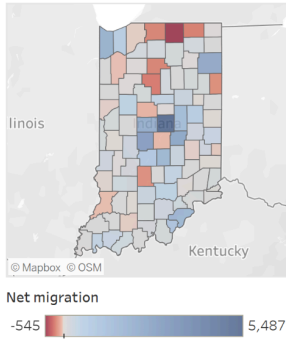 Indiana
linois
Kentucky
© Mapbox © OSM
Net migration
-545 5,487